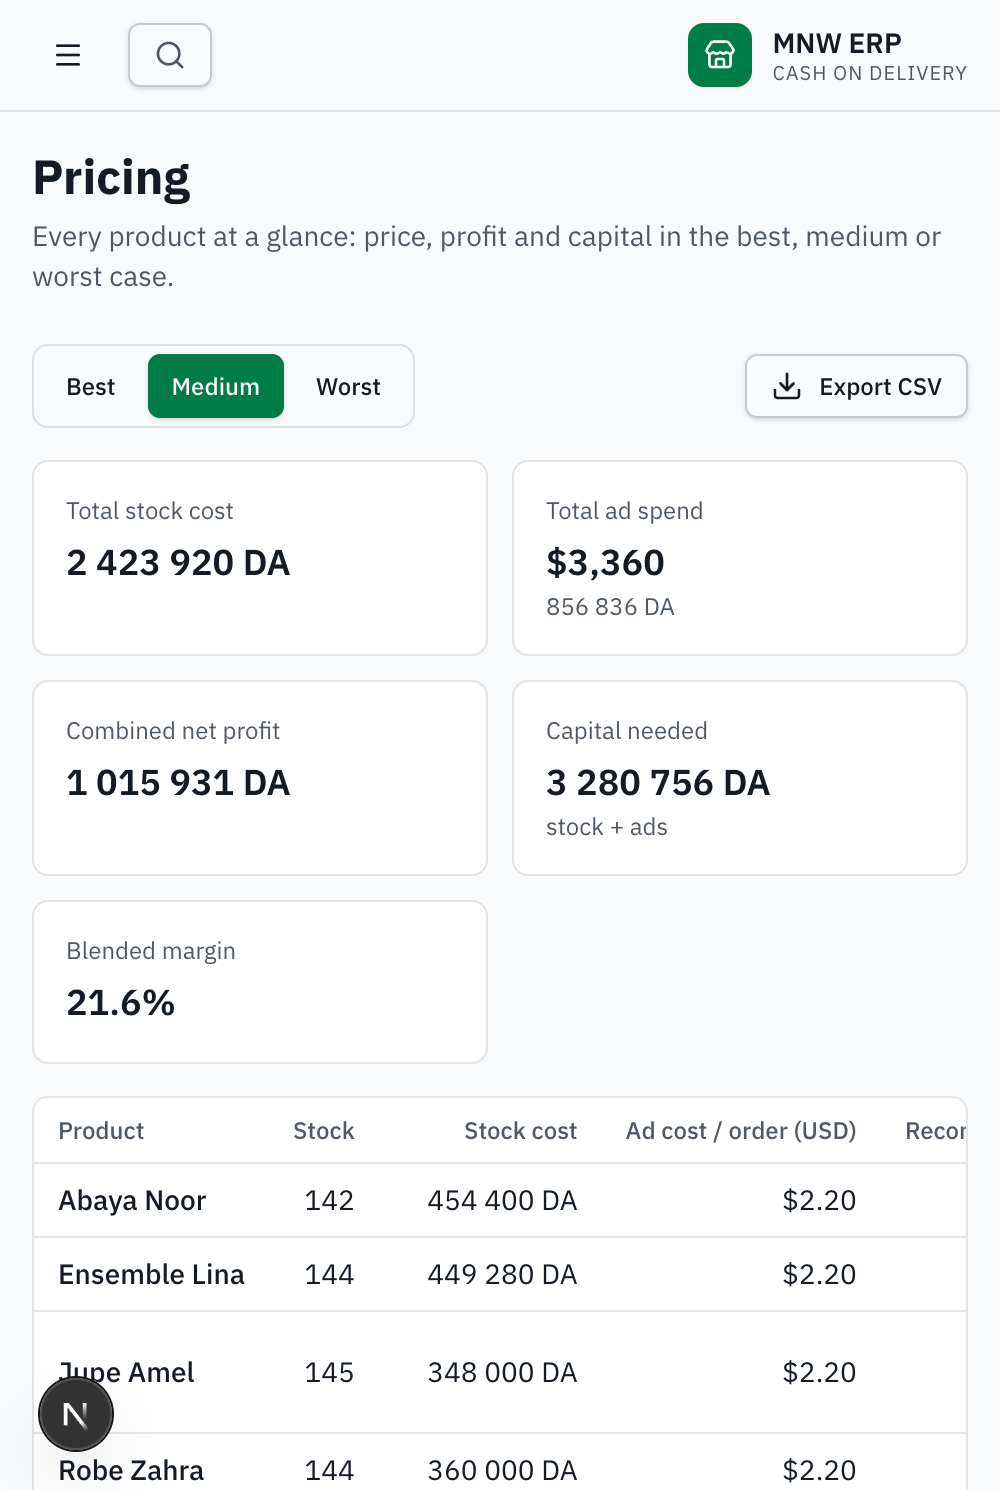 MNW ERP
CASH ON DELIVERY
Pricing
Every product at a glance: price, profit and capital in the best, medium or
worst case.
Best Medium Worst Export CSV
Total stock cost
2 423 920 DA
Total ad spend
$3,360
856 836 DA
Combined net profit
1 015 931 DA
Capital needed
3 280 756 DA
stock + ads
Blended margin
21.6%
Product Stock Stock cost Ad cost / order (USD)
Abaya Noor 142 454 400 DA $2.20
Ensemble Lina 144 449 280 DA $2.20
Jupe Amel 145 348 000 DA $2.20
N
Robe Zahra 144 360 000 DA $2.20